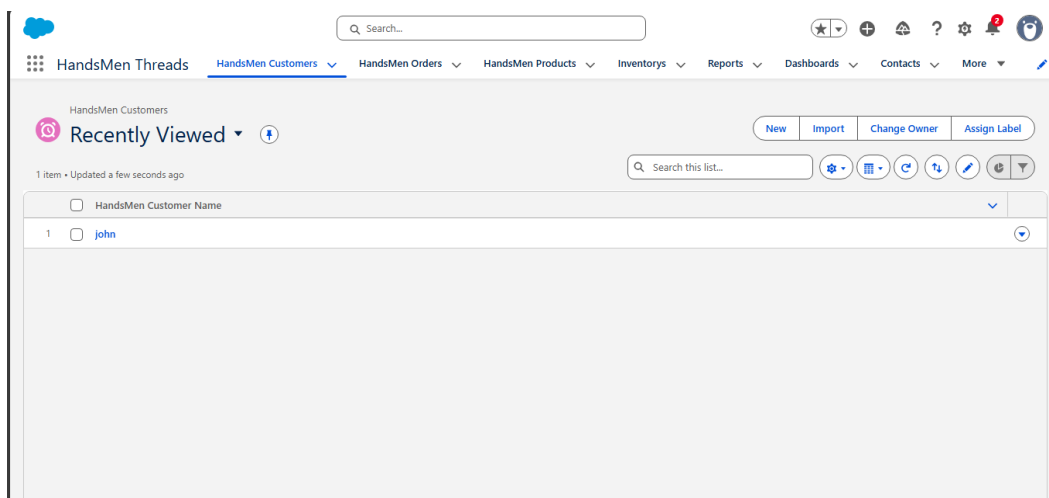 Search...
2
HandsMen Threads HandsMen Customers HandsMen Orders HandsMen Products Inventorys Reports Dashboards Contacts More
HandsMen Customers
Recently Viewed
New Import Change Owner Assign Label
1 item • Updated a few seconds ago
Search this list...
HandsMen Customer Name
1 john